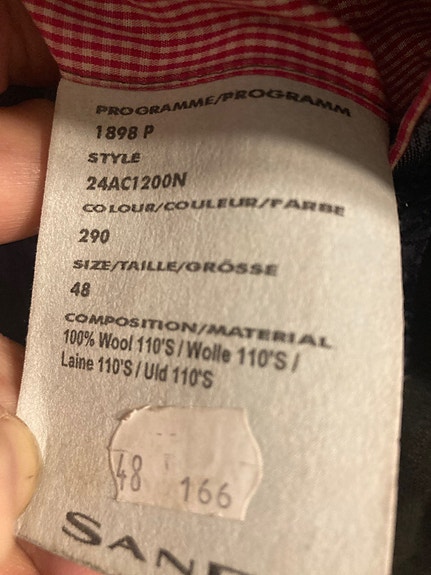 PROGRAMME/PROGRAMM
1898 P
STYLE
24AC1200N
COLOUR/COULEUR/FARBE
290
SIZE/TAILLE/GRÖSSE
48
COMPOSITION/MATERIAL
100% Wool 110'S / Wolle 110'S /
Laine 110'S / Uld 110'S
48 166